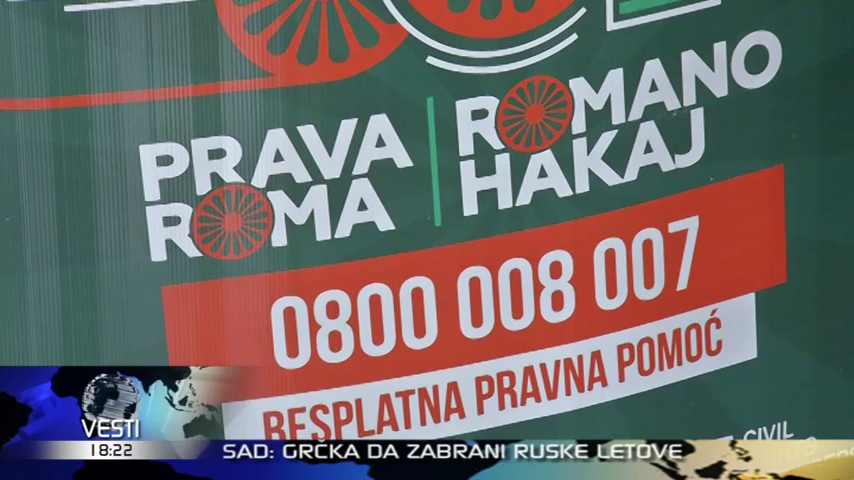 PRAVA ROMA
ROMANO HAKAJ
0800 008 007
BESPLATNA PRAVNA POMOĆ
CIVIL
VESTI
18:22
SAD: GRČKA DA ZABRANI RUSKE LETOVE